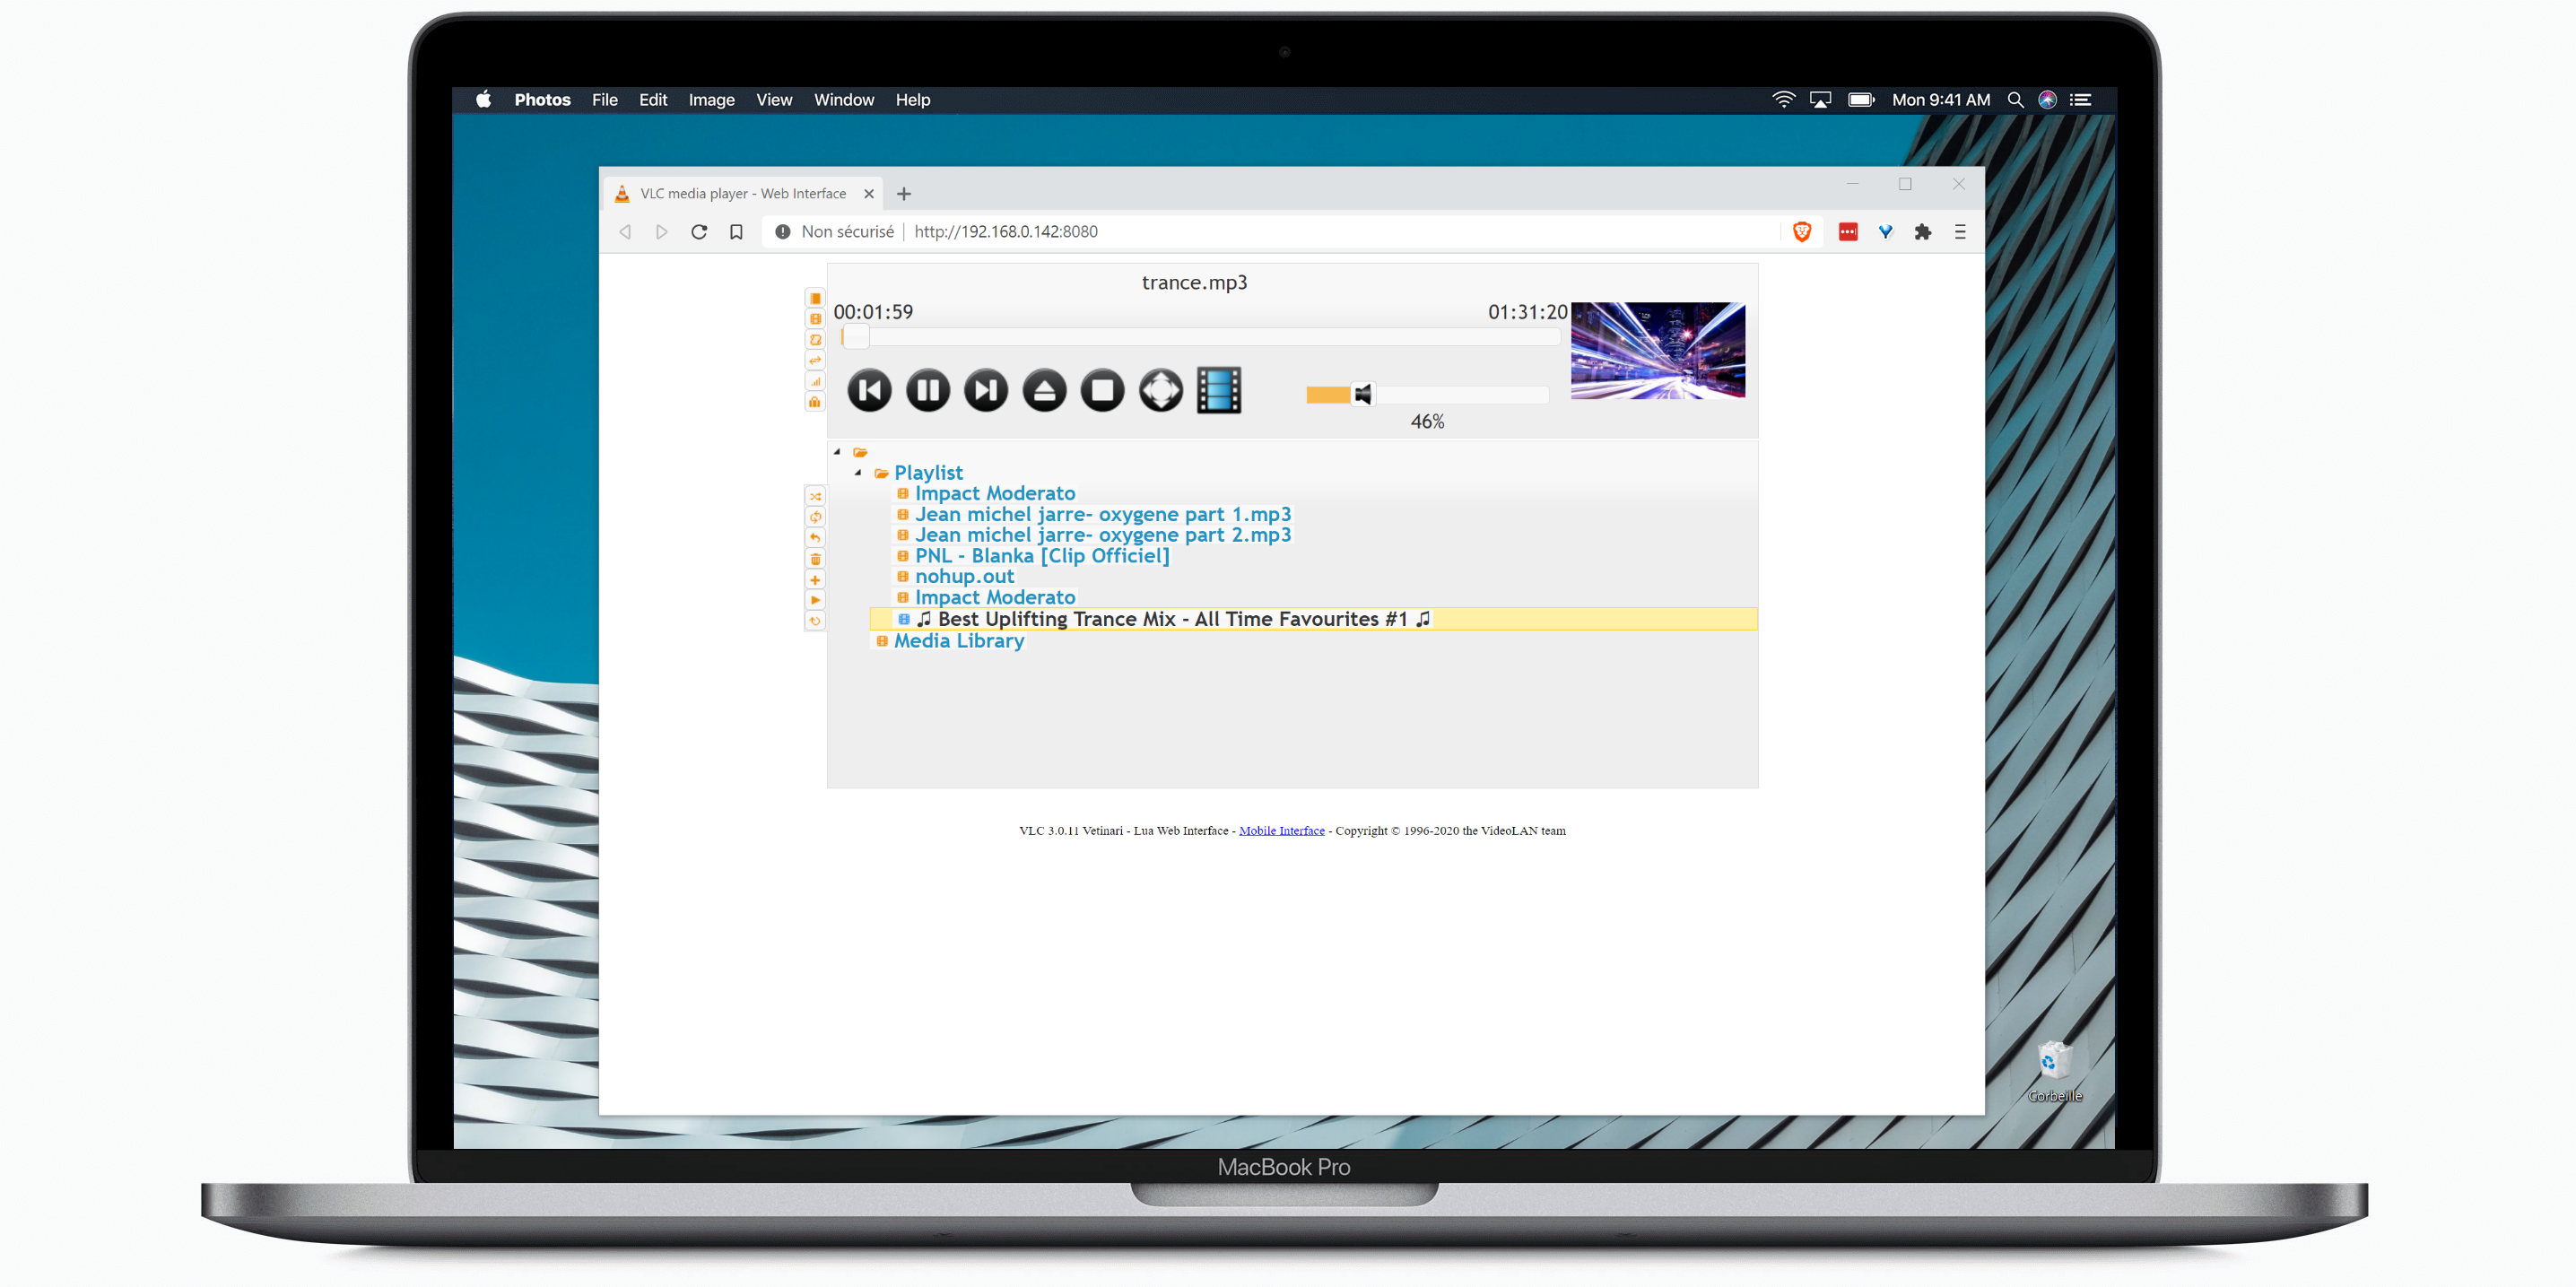 Photos File Edit Image View Window Help Mon 9:41 AM
VLC media player - Web Interface
Non sécurisé http://192.168.0.142:8080
trance.mp3
00:01:59 01:31:20
46%
Playlist
Impact Moderato
Jean michel jarre- oxygene part 1.mp3
Jean michel jarre- oxygene part 2.mp3
PNL - Blanka [Clip Officiel]
nohup.out
Impact Moderato
♫ Best Uplifting Trance Mix - All Time Favourites #1 ♫
Media Library
VLC 3.0.11 Vetinari - Lua Web Interface - Mobile Interface - Copyright © 1996-2020 the VideoLAN team
Corbeille
MacBook Pro